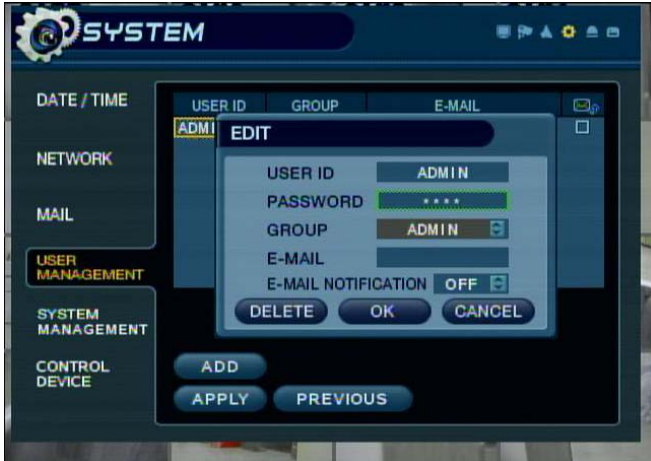 SYSTEM
DATE / TIME
NETWORK
MAIL
USER
MANAGEMENT
SYSTEM
MANAGEMENT
CONTROL
DEVICE
USER ID GROUP E-MAIL
ADMI
EDIT
USER ID ADMIN
PASSWORD ****
GROUP ADMIN
E-MAIL
E-MAIL NOTIFICATION OFF
DELETE OK CANCEL
ADD
APPLY PREVIOUS